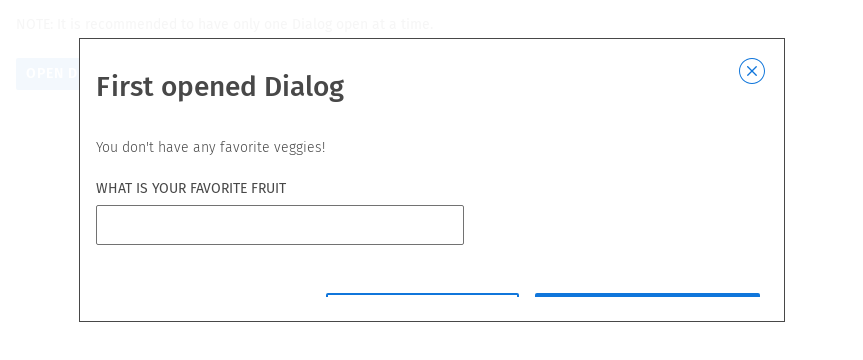 NOTE: It is recommended to have only one Dialog open at a time.
OPEN D
First opened Dialog
You don't have any favorite veggies!
WHAT IS YOUR FAVORITE FRUIT